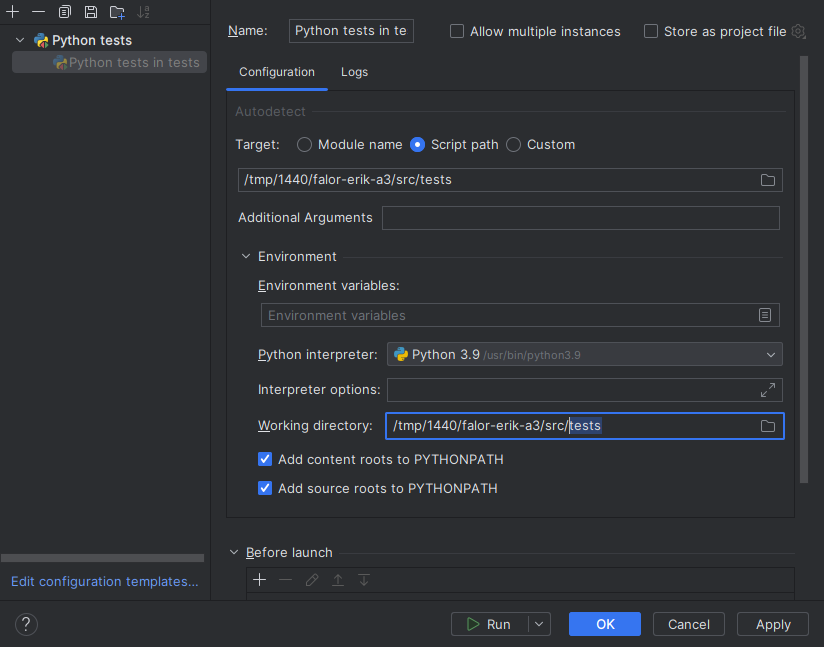 Name: Python tests in te Allow multiple instances Store as project file
Python tests
Python tests in tests
Configuration Logs
Autodetect
Target: Module name Script path Custom
/tmp/1440/falor-erik-a3/src/tests
Additional Arguments
Environment
Environment variables:
Environment variables
Python interpreter: Python 3.9 /usr/bin/python3.9
Interpreter options:
Working directory: /tmp/1440/falor-erik-a3/src/tests
Add content roots to PYTHONPATH
Add source roots to PYTHONPATH
Before launch
Edit configuration templates...
? Run OK Cancel Apply